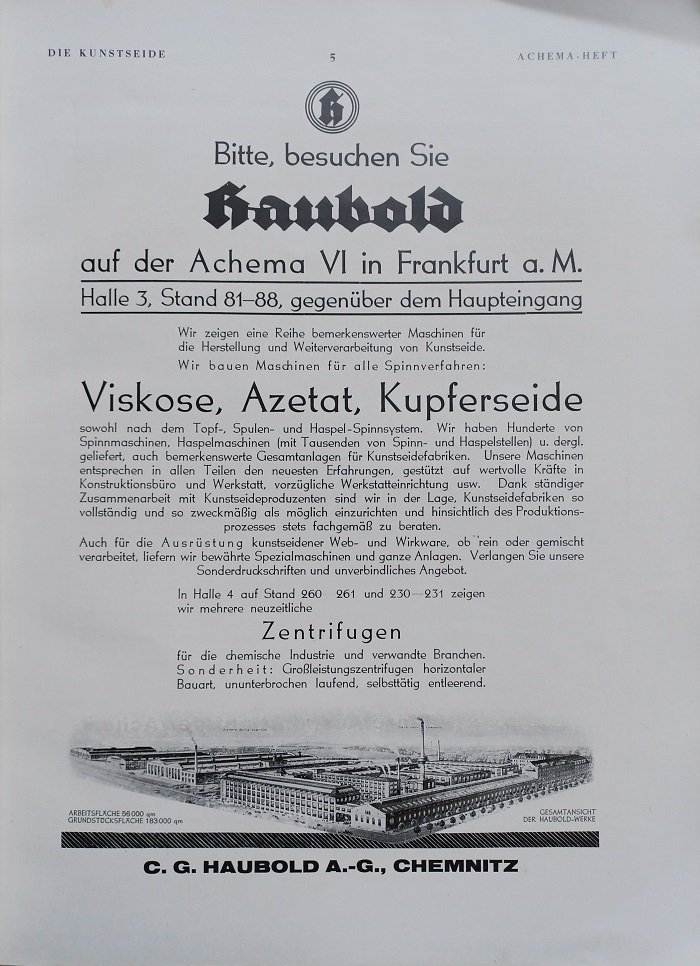 DIE KUNSTSEIDE
5
ACHEMA-HEFT
H
Bitte, besuchen Sie
Haubold
auf der Achema VI in Frankfurt a. M.
Halle 3, Stand 81–88, gegenüber dem Haupteingang
Wir zeigen eine Reihe bemerkenswerter Maschinen für
die Herstellung und Weiterverarbeitung von Kunstseide.
Wir bauen Maschinen für alle Spinnverfahren:
Viskose, Azetat, Kupferseide
sowohl nach dem Topf-, Spulen- und Haspel-Spinnsystem. Wir haben Hunderte von
Spinnmaschinen, Haspelmaschinen (mit Tausenden von Spinn- und Haspelstellen) u. dergl.
geliefert, auch bemerkenswerte Gesamtanlagen für Kunstseidefabriken. Unsere Maschinen
entsprechen in allen Teilen den neuesten Erfahrungen, gestützt auf wertvolle Kräfte in
Konstruktionsbüro und Werkstatt, vorzügliche Werkstatteinrichtung usw. Dank ständiger
Zusammenarbeit mit Kunstseideproduzenten sind wir in der Lage, Kunstseidefabriken so
vollständig und so zweckmäßig als möglich einzurichten und hinsichtlich des Produktions-
prozesses stets fachgemäß zu beraten.
Auch für die Ausrüstung kunstseidener Web- und Wirkware, ob rein oder gemischt
verarbeitet, liefern wir bewährte Spezialmaschinen und ganze Anlagen. Verlangen Sie unsere
Sonderdruckschriften und unverbindliches Angebot.
In Halle 4 auf Stand 260–261 und 230–231 zeigen
wir mehrere neuzeitliche
Zentrifugen
für die chemische Industrie und verwandte Branchen.
Sonderheit: Großleistungszentrifugen horizontaler
Bauart, ununterbrochen laufend, selbsttätig entleerend.
ARBEITSFLÄCHE 56000 qm
GRUNDSTÜCKSFLÄCHE 183000 qm
GESAMTANSICHT
DER HAUBOLD-WERKE
C. G. HAUBOLD A.-G., CHEMNITZ